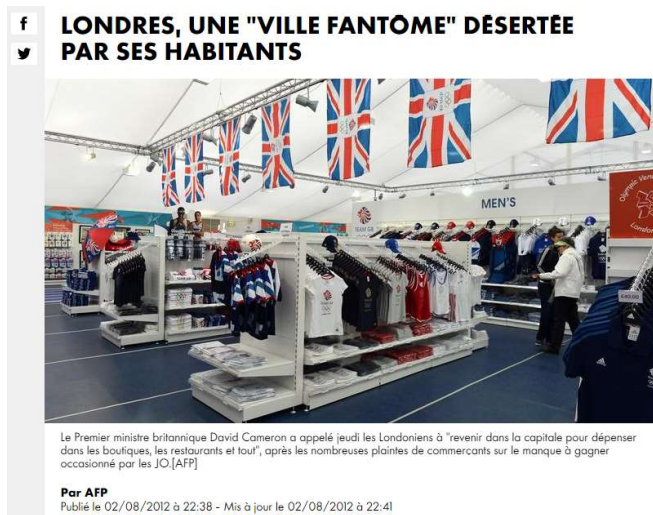 LONDRES, UNE "VILLE FANTÔME" DÉSERTÉE
PAR SES HABITANTS
MEN'S
TEAM GB
Le Premier ministre britannique David Cameron a appelé jeudi les Londoniens à "revenir dans la capitale pour dépenser
dans les boutiques, les restaurants et tout", après les nombreuses plaintes de commerçants sur le manque à gagner
occasionné par les JO.[AFP]
Par AFP
Publié le 02/08/2012 à 22:38 - Mis à jour le 02/08/2012 à 22:41